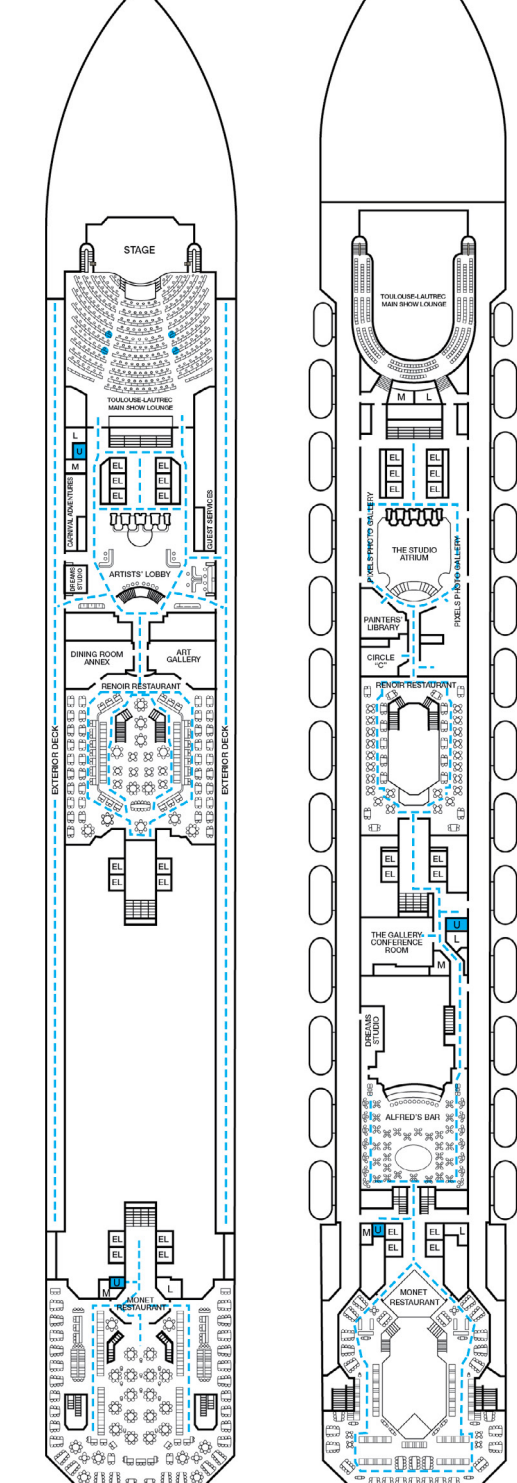 STAGE
TOULOUSE-LAUTREC
MAIN SHOW LOUNGE
L
U
M
EL
EL
EL
EL
EL
EL
CARNIVAL ADVENTURES
GUEST SERVICES
DREAMS
STUDIO
ARTISTS' LOBBY
DINING ROOM
ANNEX
ART
GALLERY
RENOIR RESTAURANT
EXTERIOR DECK
EXTERIOR DECK
EL
EL
EL
EL
EL
EL
EL
EL
U
M
L
MONET
RESTAURANT
TOULOUSE-LAUTREC
MAIN SHOW LOUNGE
M
L
EL
EL
EL
EL
EL
EL
PIXELS PHOTO GALLERY
PIXELS PHOTO GALLERY
THE STUDIO
ATRIUM
PAINTERS'
LIBRARY
CIRCLE
"C"
RENOIR RESTAURANT
EL
EL
EL
EL
U
L
M
THE GALLERY
CONFERENCE
ROOM
DREAMS
STUDIO
ALFRED'S BAR
M
U
EL
EL
EL
EL
L
MONET
RESTAURANT